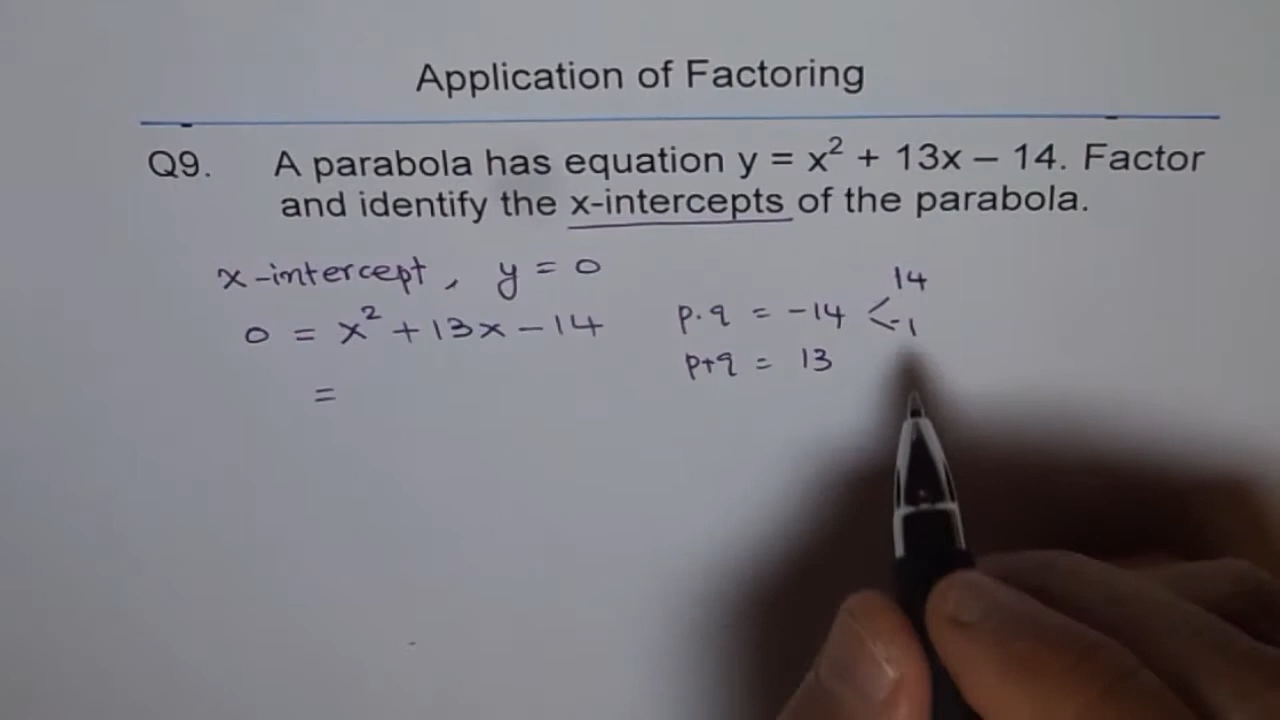 Application of Factoring
Q9. A parabola has equation y = x² + 13x – 14. Factor
and identify the x-intercepts of the parabola.
x-intercept, y = 0
0 = x² + 13x - 14
=
p.q = -14 < 14
-1
p+q = 13